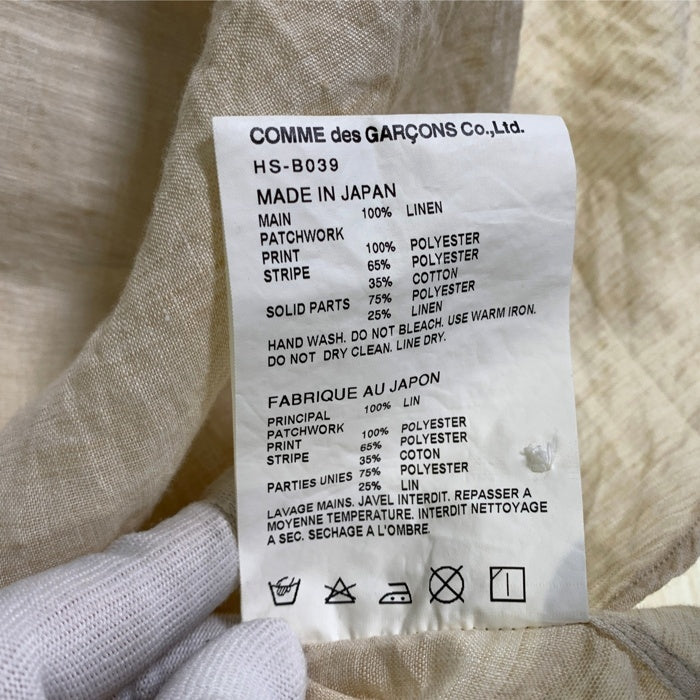 COMME des GARÇONS Co.,Ltd.
HS-B039
MADE IN JAPAN
MAIN 100% LINEN
PATCHWORK
PRINT 100% POLYESTER
STRIPE 65% POLYESTER
35% COTTON
SOLID PARTS 75% POLYESTER
25% LINEN
HAND WASH. DO NOT BLEACH. USE WARM IRON.
DO NOT DRY CLEAN. LINE DRY.
FABRIQUE AU JAPON
PRINCIPAL 100% LIN
PATCHWORK
PRINT 100% POLYESTER
STRIPE 65% POLYESTER
35% COTON
PARTIES UNIES 75% POLYESTER
25% LIN
LAVAGE MAINS. JAVEL INTERDIT. REPASSER A
MOYENNE TEMPERATURE. INTERDIT NETTOYAGE
A SEC. SECHAGE A L'OMBRE.